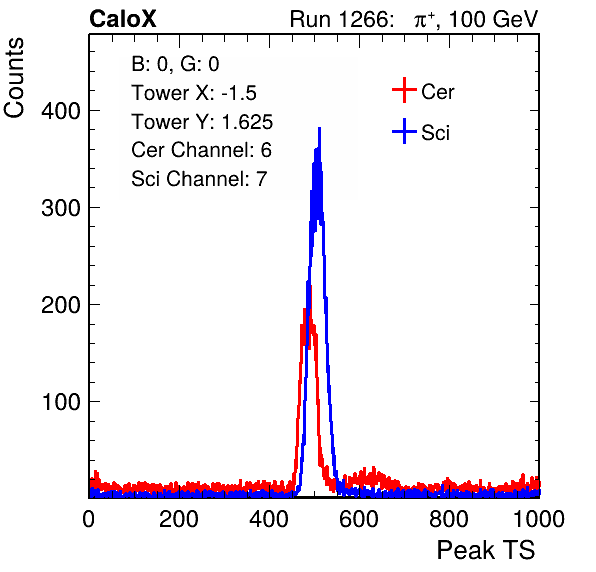 CaloX Run 1266: π⁺, 100 GeV
B: 0, G: 0
Tower X: -1.5
Tower Y: 1.625
Cer Channel: 6
Sci Channel: 7
Cer
Sci
Counts
400
300
200
100
0 200 400 600 800 1000
Peak TS